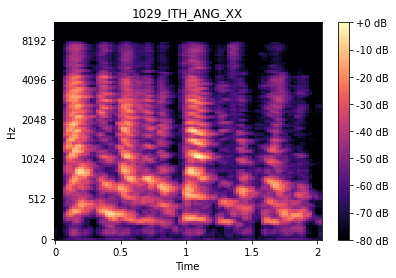 1029_ITH_ANG_XX
8192
4096
2048
1024
512
0
Hz
0
0.5
1
1.5
2
Time
+0 dB
-10 dB
-20 dB
-30 dB
-40 dB
-50 dB
-60 dB
-70 dB
-80 dB